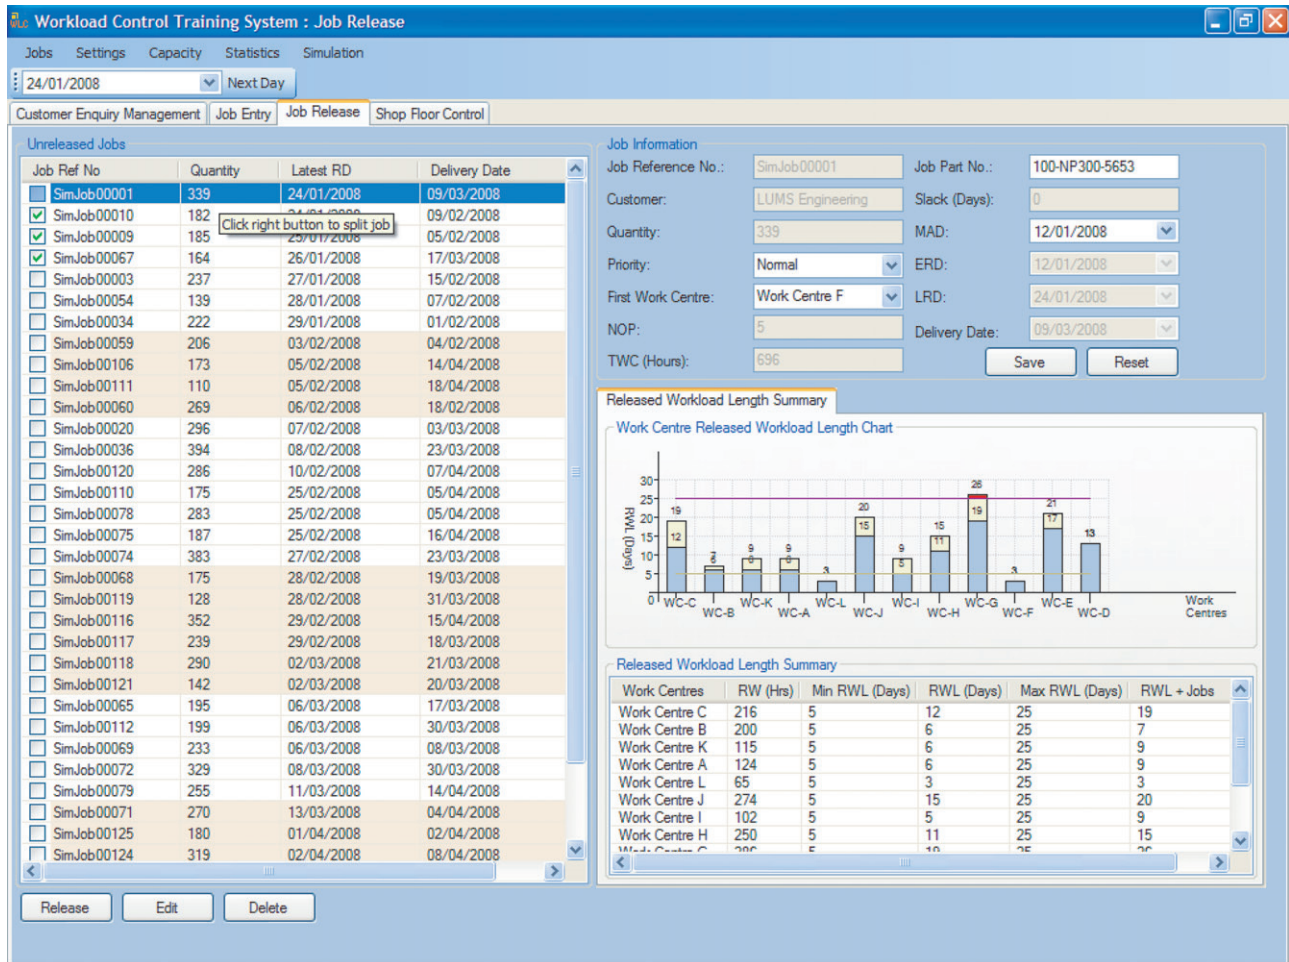 WLC Workload Control Training System : Job Release
Jobs Settings Capacity Statistics Simulation
24/01/2008 Next Day
Customer Enquiry Management Job Entry Job Release Shop Floor Control
Unreleased Jobs
Job Ref No Quantity Latest RD Delivery Date
SimJob00001 339 24/01/2008 09/03/2008
SimJob00010 182 09/02/2008
Click right button to split job
SimJob00009 185 25/01/2008 05/02/2008
SimJob00067 164 26/01/2008 17/03/2008
SimJob00003 237 27/01/2008 15/02/2008
SimJob00054 139 28/01/2008 07/02/2008
SimJob00034 222 29/01/2008 01/02/2008
SimJob00059 206 03/02/2008 04/02/2008
SimJob00106 173 05/02/2008 14/04/2008
SimJob00111 110 05/02/2008 18/04/2008
SimJob00060 269 06/02/2008 18/02/2008
SimJob00020 296 07/02/2008 03/03/2008
SimJob00036 394 08/02/2008 23/03/2008
SimJob00120 286 10/02/2008 07/04/2008
SimJob00110 175 25/02/2008 05/04/2008
SimJob00078 283 25/02/2008 05/04/2008
SimJob00075 187 25/02/2008 16/04/2008
SimJob00074 383 27/02/2008 23/03/2008
SimJob00068 175 28/02/2008 19/03/2008
SimJob00119 128 28/02/2008 31/03/2008
SimJob00116 352 29/02/2008 15/04/2008
SimJob00117 239 29/02/2008 18/03/2008
SimJob00118 290 02/03/2008 21/03/2008
SimJob00121 142 02/03/2008 20/03/2008
SimJob00065 195 06/03/2008 17/03/2008
SimJob00112 199 06/03/2008 30/03/2008
SimJob00069 233 06/03/2008 08/03/2008
SimJob00072 329 08/03/2008 30/03/2008
SimJob00079 255 11/03/2008 14/04/2008
SimJob00071 270 13/03/2008 04/04/2008
SimJob00125 180 01/04/2008 02/04/2008
SimJob00124 319 02/04/2008 08/04/2008
Release Edit Delete
Job Information
Job Reference No.: SimJob00001 Job Part No.: 100-NP300-5653
Customer: LUMS Engineering Slack (Days): 0
Quantity: 339 MAD: 12/01/2008
Priority: Normal ERD: 12/01/2008
First Work Centre: Work Centre F LRD: 24/01/2008
NOP: 5 Delivery Date: 09/03/2008
TWC (Hours): 696 Save Reset
Released Workload Length Summary
Work Centre Released Workload Length Chart
RWL (Days)
30
25
20
15
10
5
0
19 7 9 9 3 20 9 15 26 3 21 13
12 6 6 6 15 5 11 19 17
WC-C WC-B WC-K WC-A WC-L WC-J WC-I WC-H WC-G WC-F WC-E WC-D
Work
Centres
Released Workload Length Summary
Work Centres RW (Hrs) Min RWL (Days) RWL (Days) Max RWL (Days) RWL + Jobs
Work Centre C 216 5 12 25 19
Work Centre B 200 5 6 25 7
Work Centre K 115 5 6 25 9
Work Centre A 124 5 6 25 9
Work Centre L 65 5 3 25 3
Work Centre J 274 5 15 25 20
Work Centre I 102 5 5 25 9
Work Centre H 250 5 11 25 15